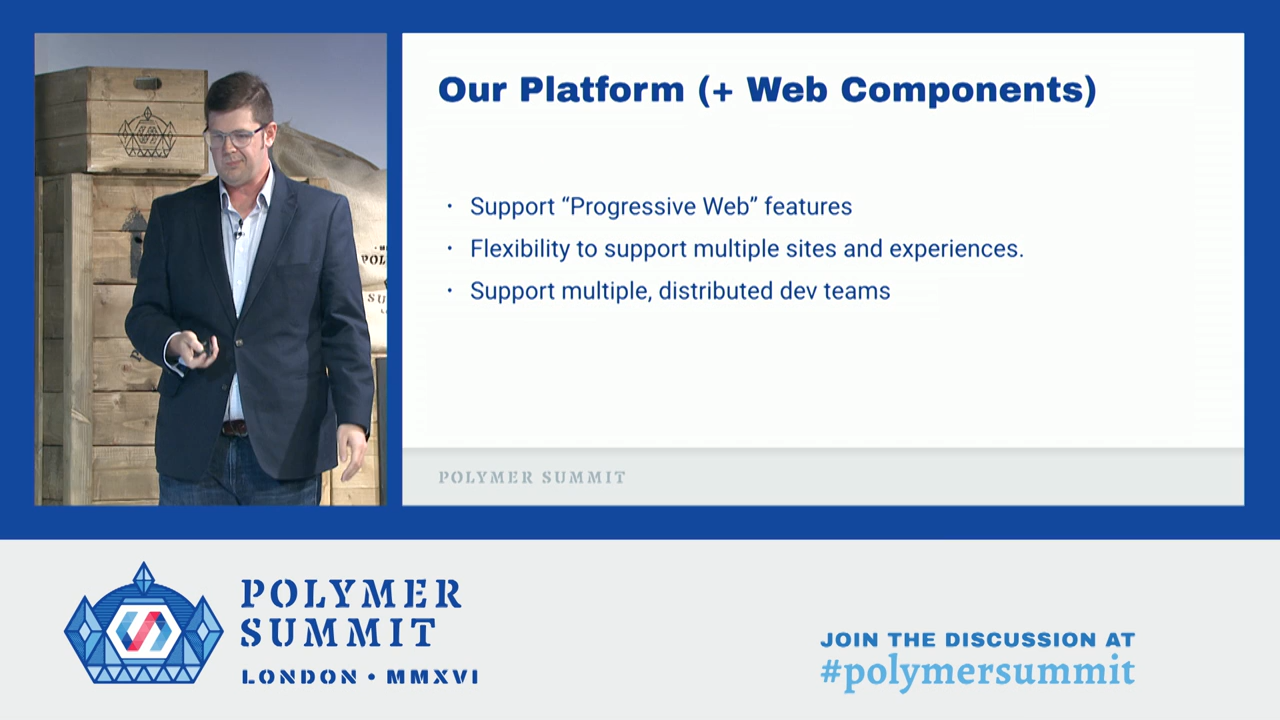 Our Platform (+ Web Components)
• Support “Progressive Web” features
• Flexibility to support multiple sites and experiences.
• Support multiple, distributed dev teams
POLYMER SUMMIT
POLYMER
SUMMIT
LONDON • MMXVI
JOIN THE DISCUSSION AT
#polymersummit